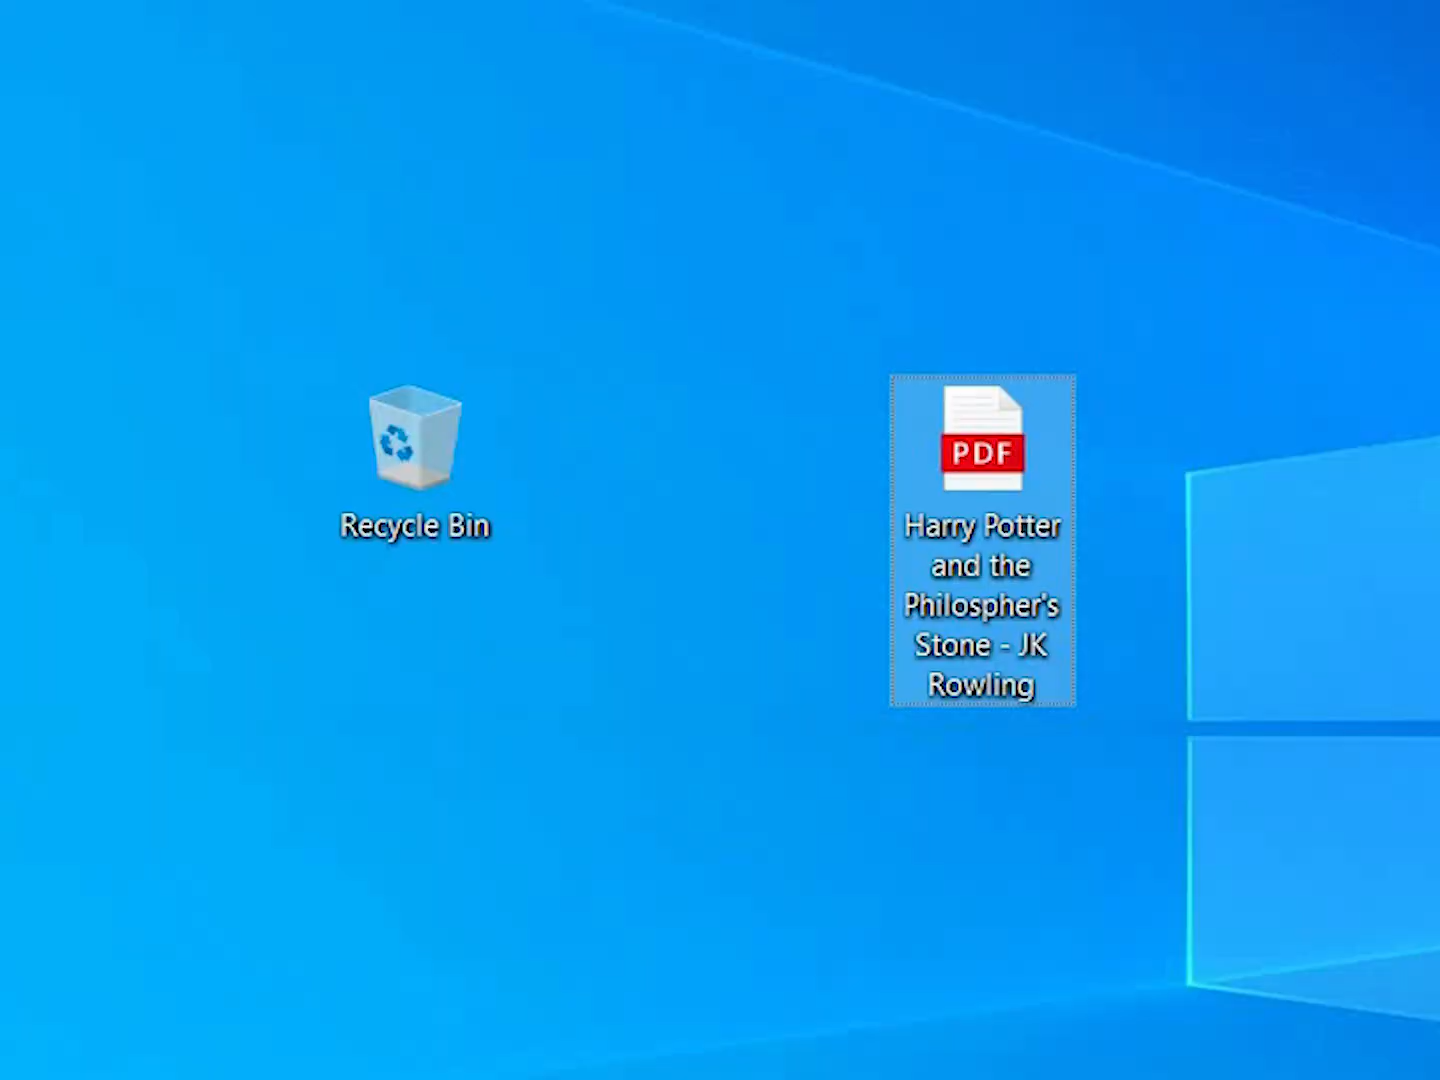 Recycle Bin
PDF
Harry Potter
and the
Philospher's
Stone - JK
Rowling